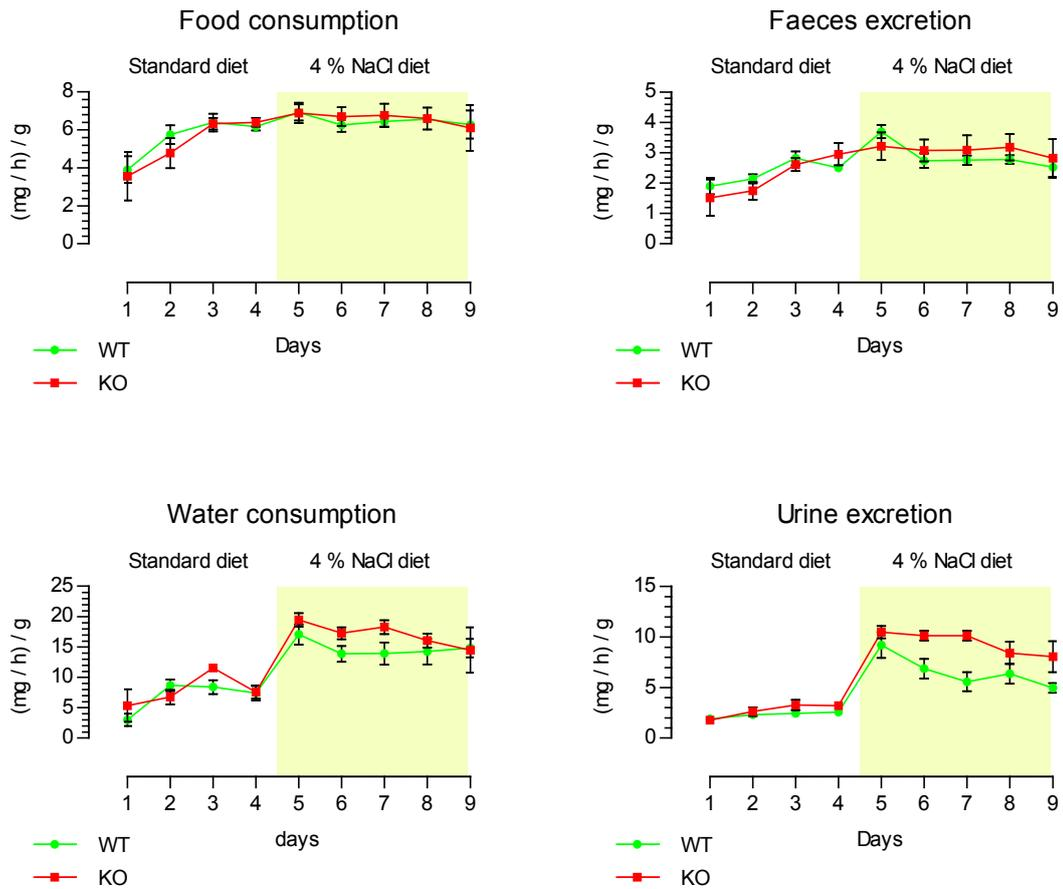 Food consumption
Standard diet 4 % NaCl diet
(mg / h) / g
8
6
4
2
0
1 2 3 4 5 6 7 8 9
Days
WT
KO
Faeces excretion
Standard diet 4 % NaCl diet
(mg / h) / g
5
4
3
2
1
0
1 2 3 4 5 6 7 8 9
Days
WT
KO
Water consumption
Standard diet 4 % NaCl diet
(mg / h) / g
25
20
15
10
5
0
1 2 3 4 5 6 7 8 9
days
WT
KO
Urine excretion
Standard diet 4 % NaCl diet
(mg / h) / g
15
10
5
0
1 2 3 4 5 6 7 8 9
Days
WT
KO